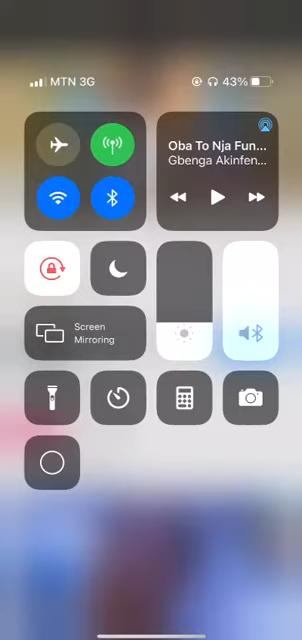 MTN 3G
43%
Oba To Nja Fun...
Gbenga Akinfen...
Screen
Mirroring